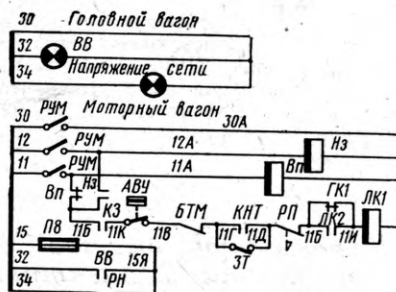 30 Головной вагон
32 ВВ
34 Напряжение сети
Моторный вагон
30 РУМ 30А
12 РУМ 12А Нз
11 РУМ 11А Вп
Вп Нз АВУ ГК1
КЗ БТМ КНТ РП ЛК2 ЛК1
11Б 11К 11В 11Г 11Д 11Б 11И
ЗТ
15 П8 15Я
32 ВВ
34 РН